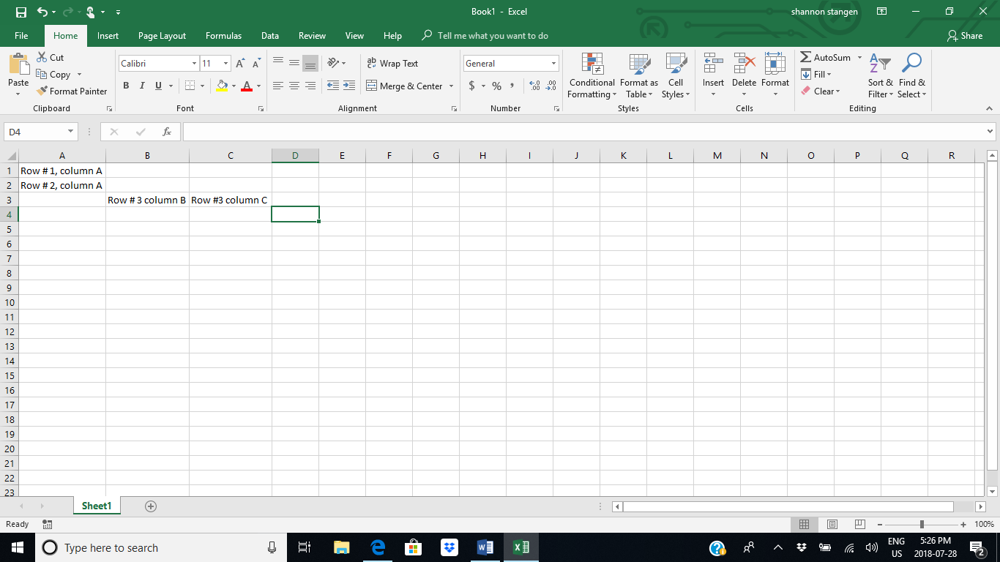 Book1 - Excel
shannon stangen
File Home Insert Page Layout Formulas Data Review View Help Tell me what you want to do Share
Paste
Cut
Copy
Format Painter
Clipboard
Calibri 11
B I U
Font
Wrap Text
Merge & Center
Alignment
General
$ % ,
Number
Conditional Formatting
Format as Table
Cell Styles
Styles
Insert Delete Format
Cells
AutoSum
Fill
Clear
Sort & Filter
Find & Select
Editing
D4 fx
A B C D E F G H I J K L M N O P Q R
1 Row # 1, column A
2 Row # 2, column A
3 Row # 3 column B Row #3 column C
4
5
6
7
8
9
10
11
12
13
14
15
16
17
18
19
20
21
22
23
Sheet1
Ready 100%
Type here to search
ENG
US
5:26 PM
2018-07-28
2